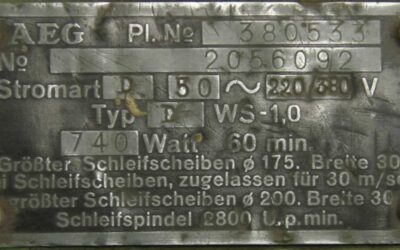 AEG Pl. No 380533
No 2056092
Stromart D 50 ~ 220/380 V
Typ D WS-1,0
740 Watt 60 min.
Größter Schleifscheiben ø 175. Breite 30
i Schleifscheiben, zugelassen für 30 m/s
größter Schleifscheiben ø 200. Breite 30
Schleifspindel 2800 U.p.min.